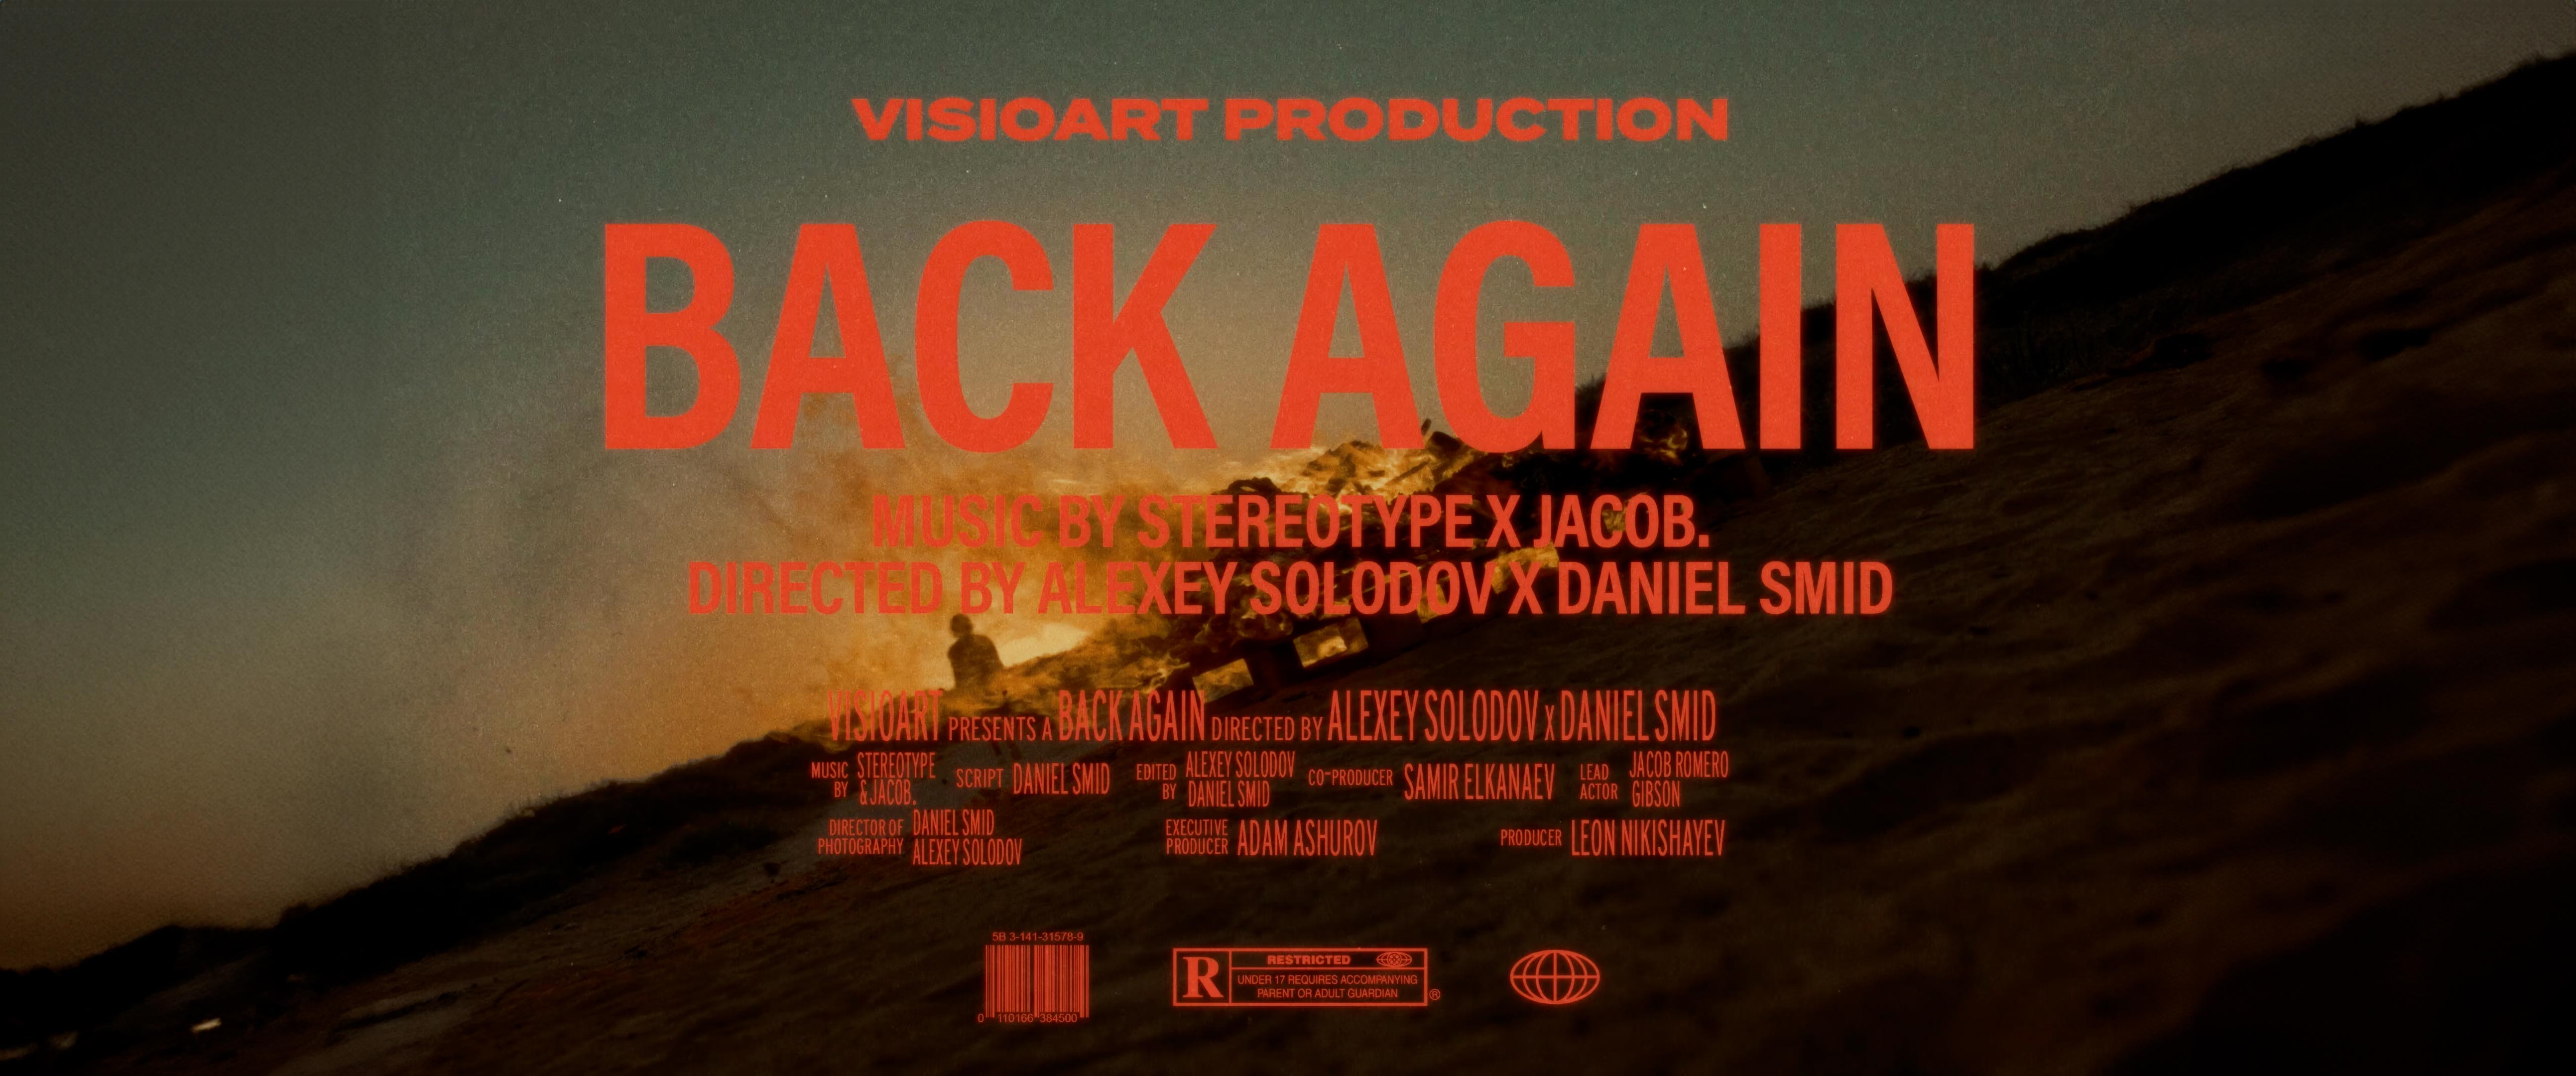 VISIOART PRODUCTION
BACK AGAIN
MUSIC BY STEREOTYPE X JACOB.
DIRECTED BY ALEXEY SOLODOV X DANIEL SMID
VISIOART PRESENTS A BACK AGAIN DIRECTED BY ALEXEY SOLODOV X DANIEL SMID
MUSIC BY STEREOTYPE & JACOB. SCRIPT DANIEL SMID EDITED BY ALEXEY SOLODOV DANIEL SMID CO-PRODUCER SAMIR ELKANAEV LEAD ACTOR JACOB ROMERO GIBSON
DIRECTOR OF PHOTOGRAPHY DANIEL SMID ALEXEY SOLODOV EXECUTIVE PRODUCER ADAM ASHUROV PRODUCER LEON NIKISHAYEV
5B 3-141-31578-9
0 110166 384500
R RESTRICTED
UNDER 17 REQUIRES ACCOMPANYING
PARENT OR ADULT GUARDIAN ®